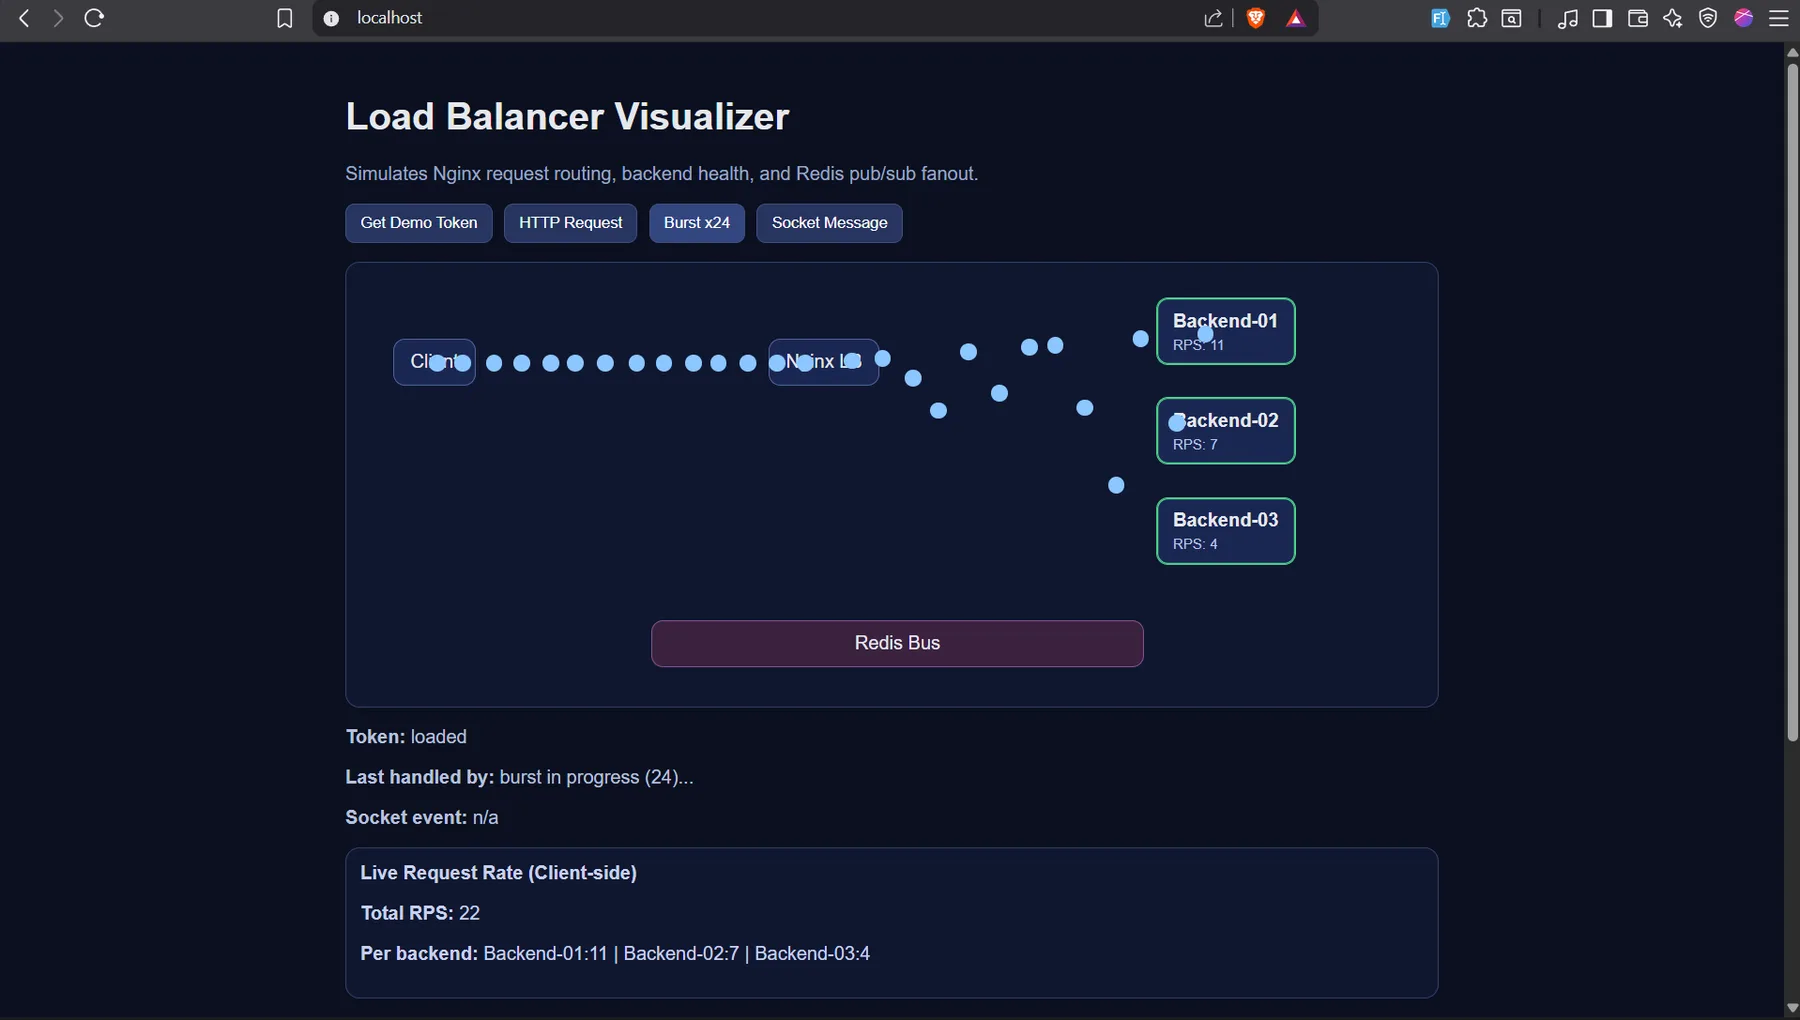 localhost
Load Balancer Visualizer
Simulates Nginx request routing, backend health, and Redis pub/sub fanout.
Get Demo Token HTTP Request Burst x24 Socket Message
Client Nginx LB
Backend-01
RPS: 11
Backend-02
RPS: 7
Backend-03
RPS: 4
Redis Bus
Token: loaded
Last handled by: burst in progress (24)...
Socket event: n/a
Live Request Rate (Client-side)
Total RPS: 22
Per backend: Backend-01:11 | Backend-02:7 | Backend-03:4